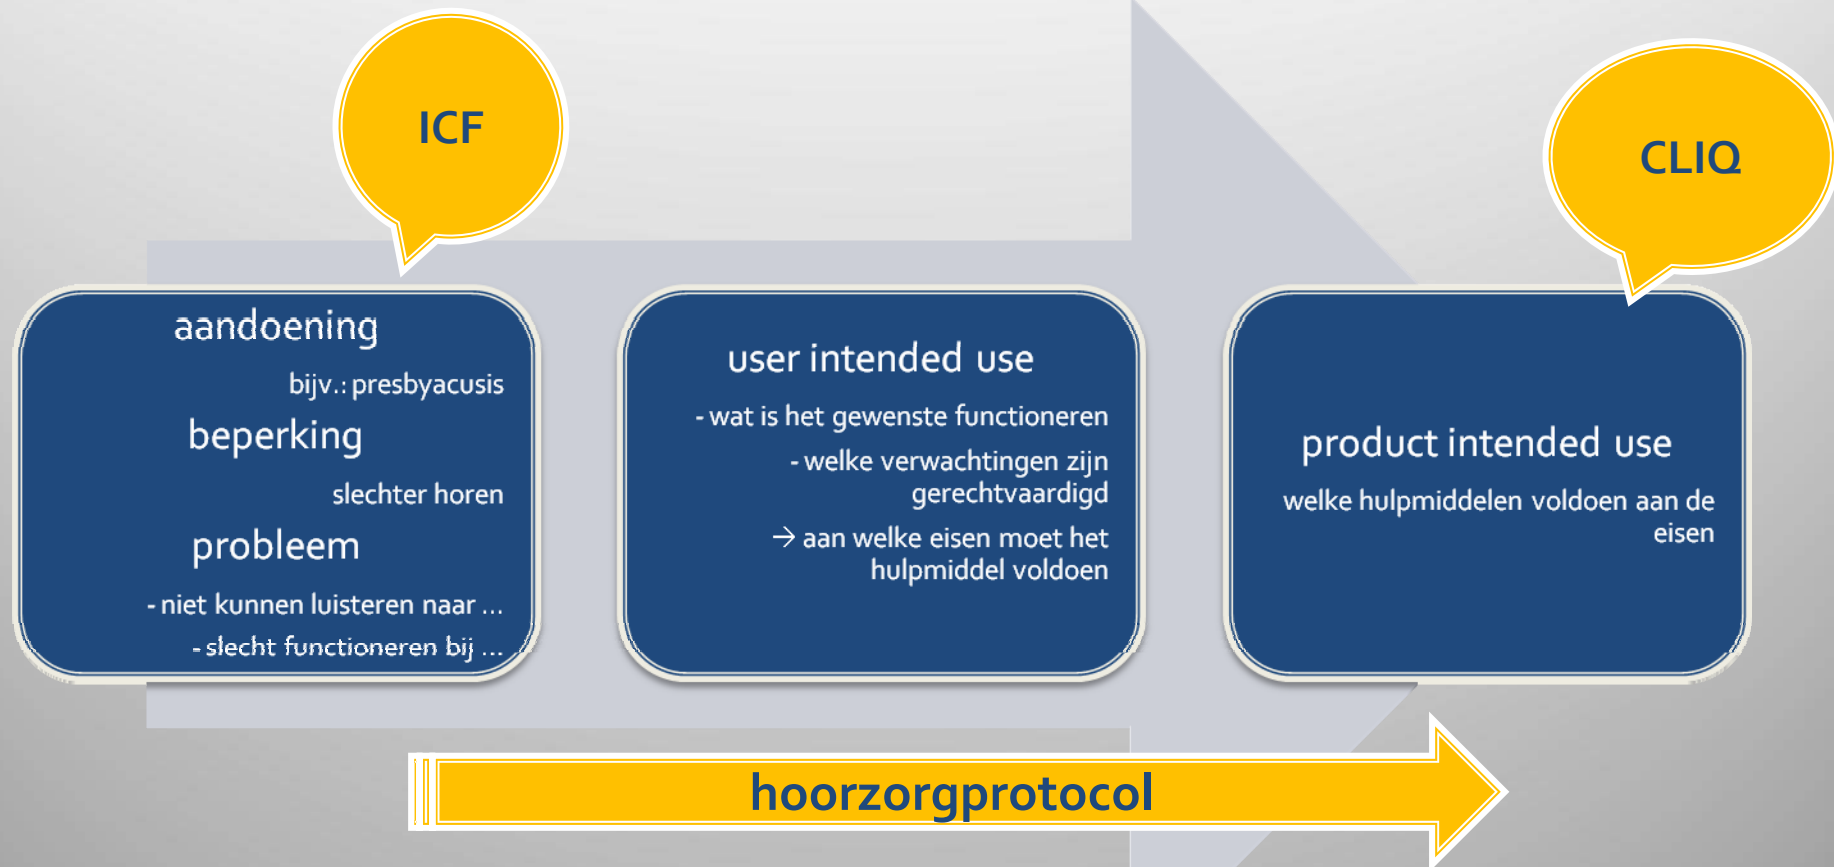 ICF
CLIQ
aandoening
bijv.: presbyacusis
beperking
slechter horen
probleem
- niet kunnen luisteren naar ...
- slecht functioneren bij ...
user intended use
- wat is het gewenste functioneren
- welke verwachtingen zijn
gerechtvaardigd
→ aan welke eisen moet het
hulpmiddel voldoen
product intended use
welke hulpmiddelen voldoen aan de
eisen
hoorzorgprotocol